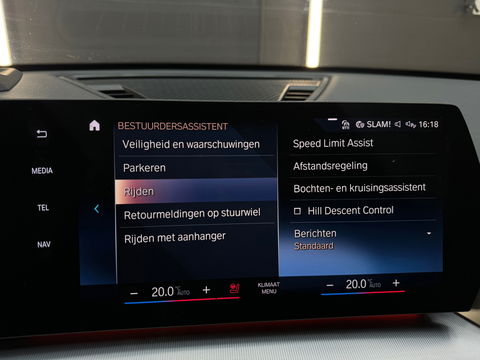 SLAM! 16:18
BESTUURDERSASSISTENT
Veiligheid en waarschuwingen
Parkeren
Rijden
Retourmeldingen op stuurwiel
Rijden met aanhanger
Speed Limit Assist
Afstandsregeling
Bochten- en kruisingsassistent
Hill Descent Control
Berichten
Standaard
MEDIA
TEL
NAV
− 20.0 °C AUTO +
KLIMAAT
MENU
− 20.0 °C AUTO +